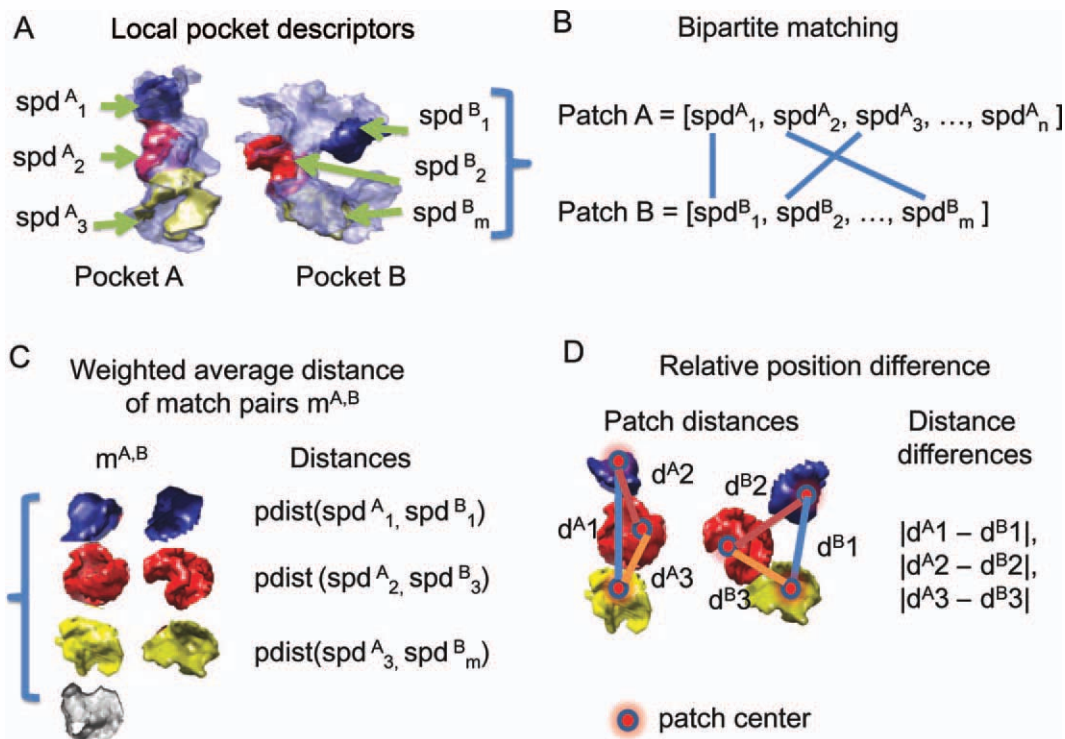 A
Local pocket descriptors
spd A1
spd A2
spd A3
spd B1
spd B2
spd Bm
Pocket A
Pocket B
B
Bipartite matching
Patch A = [spdA1, spdA2, spdA3, …, spdAn]
Patch B = [spdB1, spdB2, …, spdBm ]
C
Weighted average distance
of match pairs mA,B
mA,B
Distances
pdist(spd A1, spd B1)
pdist (spd A2, spd B3)
pdist(spd A3, spd Bm)
D
Relative position difference
Patch distances
Distance
differences
dA2
dA1
dA3
dB2
dB1
dB3
|dA1 – dB1|,
|dA2 – dB2|,
|dA3 – dB3|
patch center